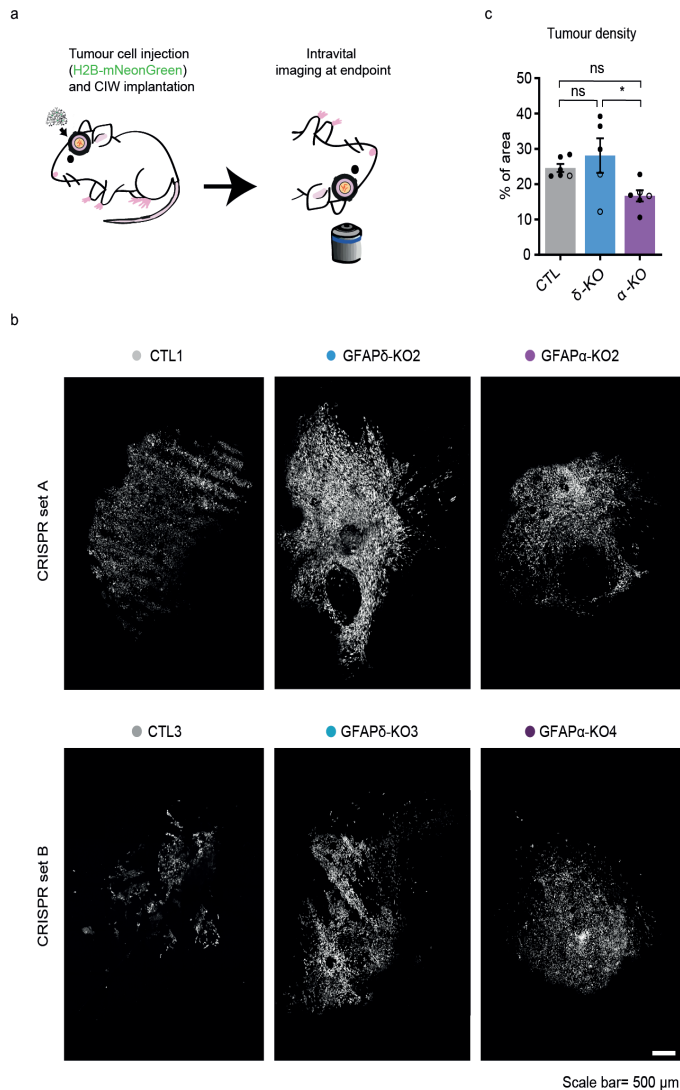 a
Tumour cell injection
(H2B-mNeonGreen)
and CIW implantation
Intravital
imaging at endpoint
c
Tumour density
ns
ns
*
% of area
50
40
30
20
10
0
CTL
δ-KO
α-KO
b
CTL1
GFAPδ-KO2
GFAPα-KO2
CRISPR set A
CTL3
GFAPδ-KO3
GFAPα-KO4
CRISPR set B
Scale bar= 500 µm